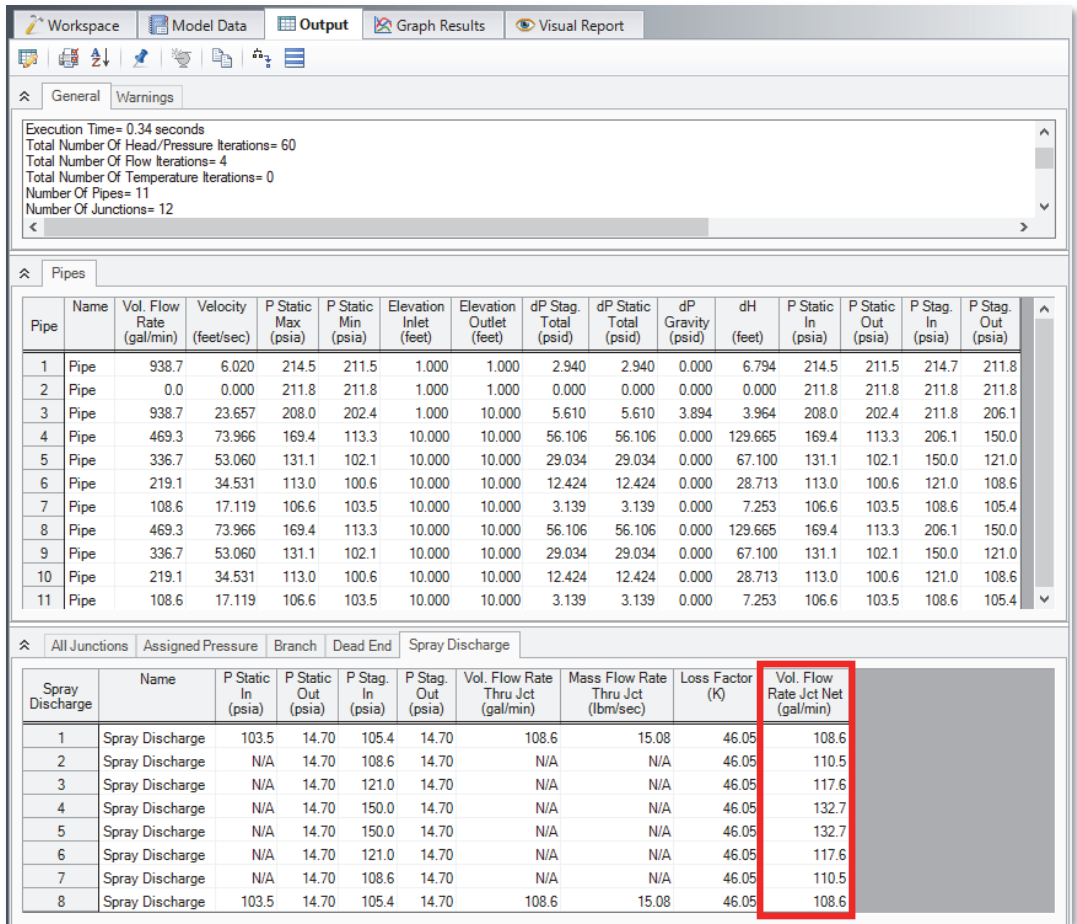 Workspace Model Data Output Graph Results Visual Report
General Warnings
Execution Time= 0.34 seconds
Total Number Of Head/Pressure Iterations= 60
Total Number Of Flow Iterations= 4
Total Number Of Temperature Iterations= 0
Number Of Pipes= 11
Number Of Junctions= 12
Pipes
Pipe Name Vol. Flow Rate (gal/min) Velocity (feet/sec) P Static Max (psia) P Static Min (psia) Elevation Inlet (feet) Elevation Outlet (feet) dP Stag. Total (psid) dP Static Total (psid) dP Gravity (psid) dH (feet) P Static In (psia) P Static Out (psia) P Stag. In (psia) P Stag. Out (psia)
1 Pipe 938.7 6.020 214.5 211.5 1.000 1.000 2.940 2.940 0.000 6.794 214.5 211.5 214.7 211.8
2 Pipe 0.0 0.000 211.8 211.8 1.000 1.000 0.000 0.000 0.000 0.000 211.8 211.8 211.8 211.8
3 Pipe 938.7 23.657 208.0 202.4 1.000 10.000 5.610 5.610 3.894 3.964 208.0 202.4 211.8 206.1
4 Pipe 469.3 73.966 169.4 113.3 10.000 10.000 56.106 56.106 0.000 129.665 169.4 113.3 206.1 150.0
5 Pipe 336.7 53.060 131.1 102.1 10.000 10.000 29.034 29.034 0.000 67.100 131.1 102.1 150.0 121.0
6 Pipe 219.1 34.531 113.0 100.6 10.000 10.000 12.424 12.424 0.000 28.713 113.0 100.6 121.0 108.6
7 Pipe 108.6 17.119 106.6 103.5 10.000 10.000 3.139 3.139 0.000 7.253 106.6 103.5 108.6 105.4
8 Pipe 469.3 73.966 169.4 113.3 10.000 10.000 56.106 56.106 0.000 129.665 169.4 113.3 206.1 150.0
9 Pipe 336.7 53.060 131.1 102.1 10.000 10.000 29.034 29.034 0.000 67.100 131.1 102.1 150.0 121.0
10 Pipe 219.1 34.531 113.0 100.6 10.000 10.000 12.424 12.424 0.000 28.713 113.0 100.6 121.0 108.6
11 Pipe 108.6 17.119 106.6 103.5 10.000 10.000 3.139 3.139 0.000 7.253 106.6 103.5 108.6 105.4
All Junctions Assigned Pressure Branch Dead End Spray Discharge
Spray Discharge Name P Static In (psia) P Static Out (psia) P Stag. In (psia) P Stag. Out (psia) Vol. Flow Rate Thru Jct (gal/min) Mass Flow Rate Thru Jct (lbm/sec) Loss Factor (K) Vol. Flow Rate Jct Net (gal/min)
1 Spray Discharge 103.5 14.70 105.4 14.70 108.6 15.08 46.05 108.6
2 Spray Discharge N/A 14.70 108.6 14.70 N/A N/A 46.05 110.5
3 Spray Discharge N/A 14.70 121.0 14.70 N/A N/A 46.05 117.6
4 Spray Discharge N/A 14.70 150.0 14.70 N/A N/A 46.05 132.7
5 Spray Discharge N/A 14.70 150.0 14.70 N/A N/A 46.05 132.7
6 Spray Discharge N/A 14.70 121.0 14.70 N/A N/A 46.05 117.6
7 Spray Discharge N/A 14.70 108.6 14.70 N/A N/A 46.05 110.5
8 Spray Discharge 103.5 14.70 105.4 14.70 108.6 15.08 46.05 108.6